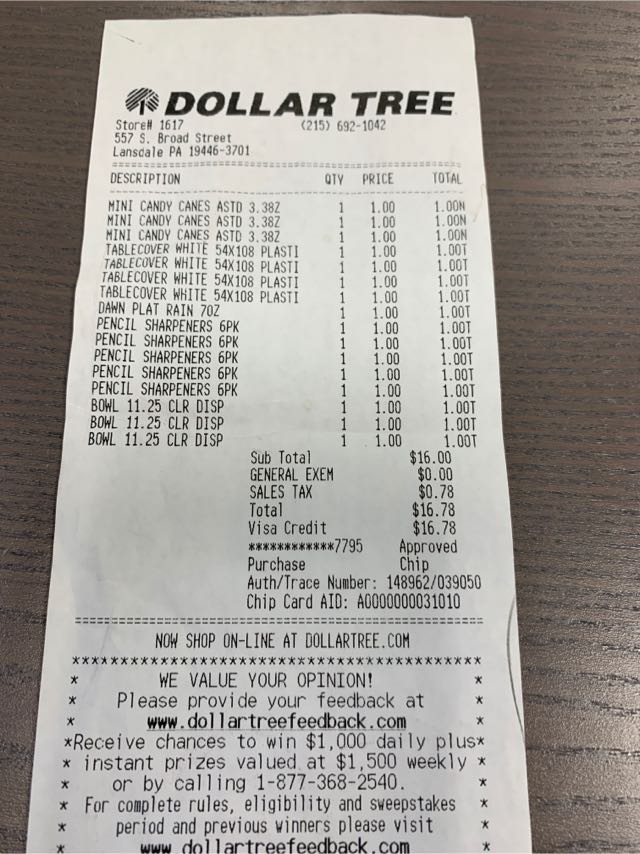 DOLLAR TREE
Store# 1617 (215) 692-1042
557 S. Broad Street
Lansdale PA 19446-3701
================================================
DESCRIPTION QTY PRICE TOTAL
------------------------------------------------
MINI CANDY CANES ASTD 3.38Z 1 1.00 1.00N
MINI CANDY CANES ASTD 3.38Z 1 1.00 1.00N
MINI CANDY CANES ASTD 3.38Z 1 1.00 1.00N
TABLECOVER WHITE 54X108 PLASTI 1 1.00 1.00T
TABLECOVER WHITE 54X108 PLASTI 1 1.00 1.00T
TABLECOVER WHITE 54X108 PLASTI 1 1.00 1.00T
TABLECOVER WHITE 54X108 PLASTI 1 1.00 1.00T
DAWN PLAT RAIN 7OZ 1 1.00 1.00T
PENCIL SHARPENERS 6PK 1 1.00 1.00T
PENCIL SHARPENERS 6PK 1 1.00 1.00T
PENCIL SHARPENERS 6PK 1 1.00 1.00T
PENCIL SHARPENERS 6PK 1 1.00 1.00T
PENCIL SHARPENERS 6PK 1 1.00 1.00T
BOWL 11.25 CLR DISP 1 1.00 1.00T
BOWL 11.25 CLR DISP 1 1.00 1.00T
BOWL 11.25 CLR DISP 1 1.00 1.00T
Sub Total $16.00
GENERAL EXEM $0.00
SALES TAX $0.78
Total $16.78
Visa Credit $16.78
************7795 Approved
Purchase Chip
Auth/Trace Number: 148962/039050
Chip Card AID: A0000000031010
================================================
NOW SHOP ON-LINE AT DOLLARTREE.COM
******************************************
* WE VALUE YOUR OPINION! *
* Please provide your feedback at *
* www.dollartreefeedback.com *
*Receive chances to win $1,000 daily plus*
* instant prizes valued at $1,500 weekly *
* or by calling 1-877-368-2540. *
* For complete rules, eligibility and sweepstakes *
* period and previous winners please visit *
* www.dollartreefeedback.com *